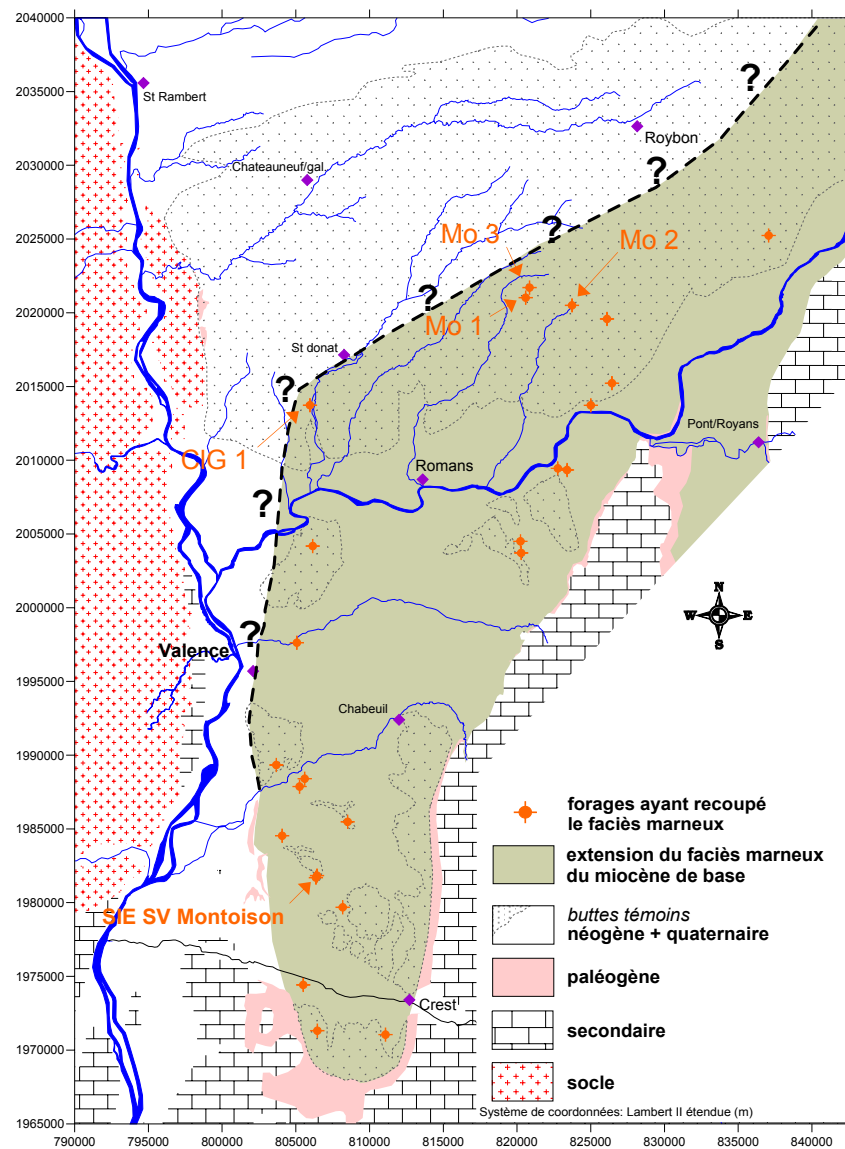 2040000
2035000
2030000
2025000
2020000
2015000
2010000
2005000
2000000
1995000
1990000
1985000
1980000
1975000
1970000
1965000
St Rambert
?
Roybon
Chateauneuf/gal
?
Mo 3
?
Mo 2
?
Mo 1
St donat
?
Pont/Royans
CIG 1
Romans
?
N
W E
S
?
Valence
Chabeuil
SIE SV Montoison
Crest
forages ayant recoupé
le faciès marneux
extension du faciès marneux
du miocène de base
buttes témoins
néogène + quaternaire
paléogène
secondaire
socle
Système de coordonnées: Lambert II étendue (m)
790000 795000 800000 805000 810000 815000 820000 825000 830000 835000 840000